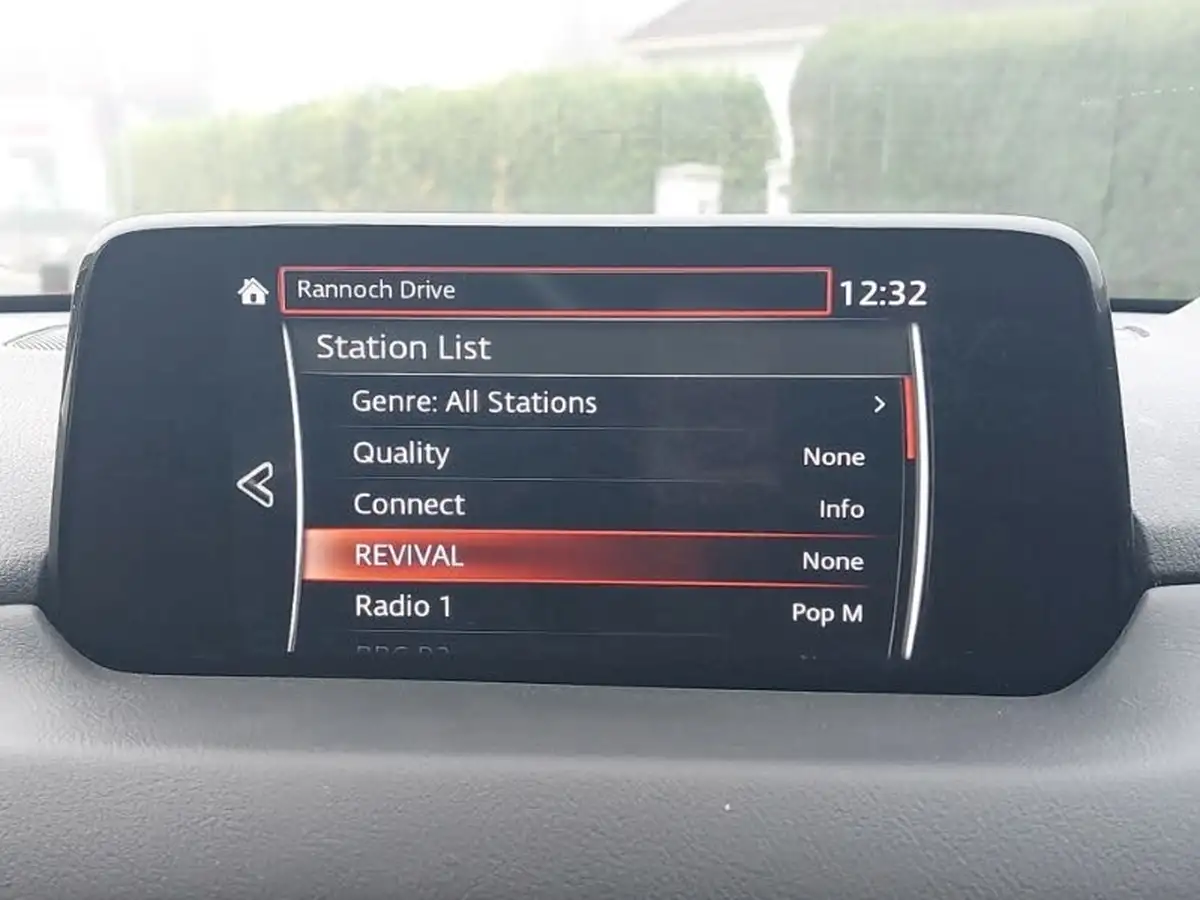 Rannoch Drive 12:32
Station List
Genre: All Stations >
Quality None
Connect Info
REVIVAL None
Radio 1 Pop M